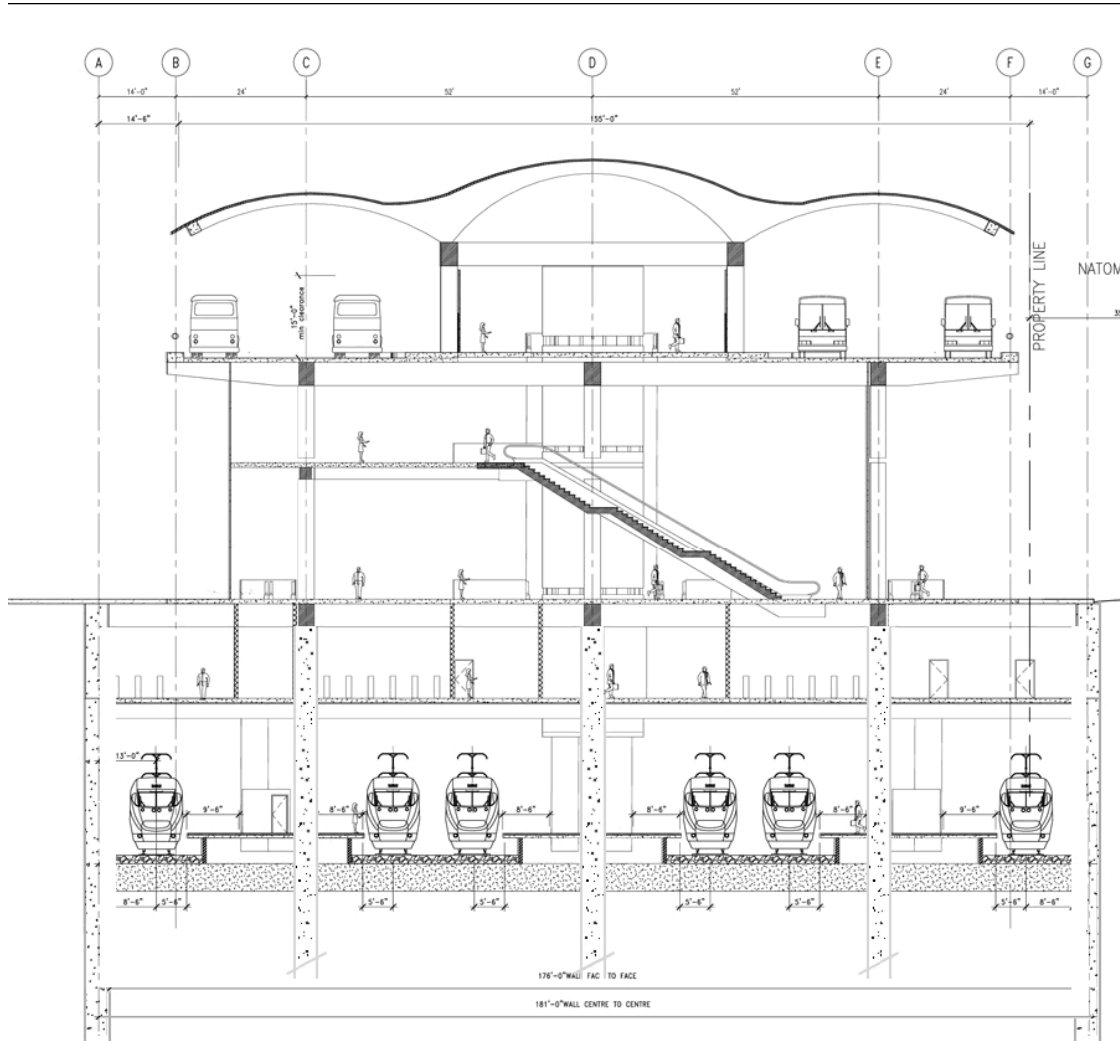 A B C D E F G
14'-0" 24' 52' 52' 24' 14'-0"
14'-6" 155'-0"
15'-0"
min clearance
PROPERTY LINE
NATOM
13'-0"
9'-6" 8'-6" 8'-6" 8'-6" 8'-6" 9'-6"
8'-6" 5'-6" 5'-6" 5'-6" 5'-6" 5'-6" 5'-6" 8'-6"
176'-0" WALL FAC TO FACE
181'-0" WALL CENTRE TO CENTRE